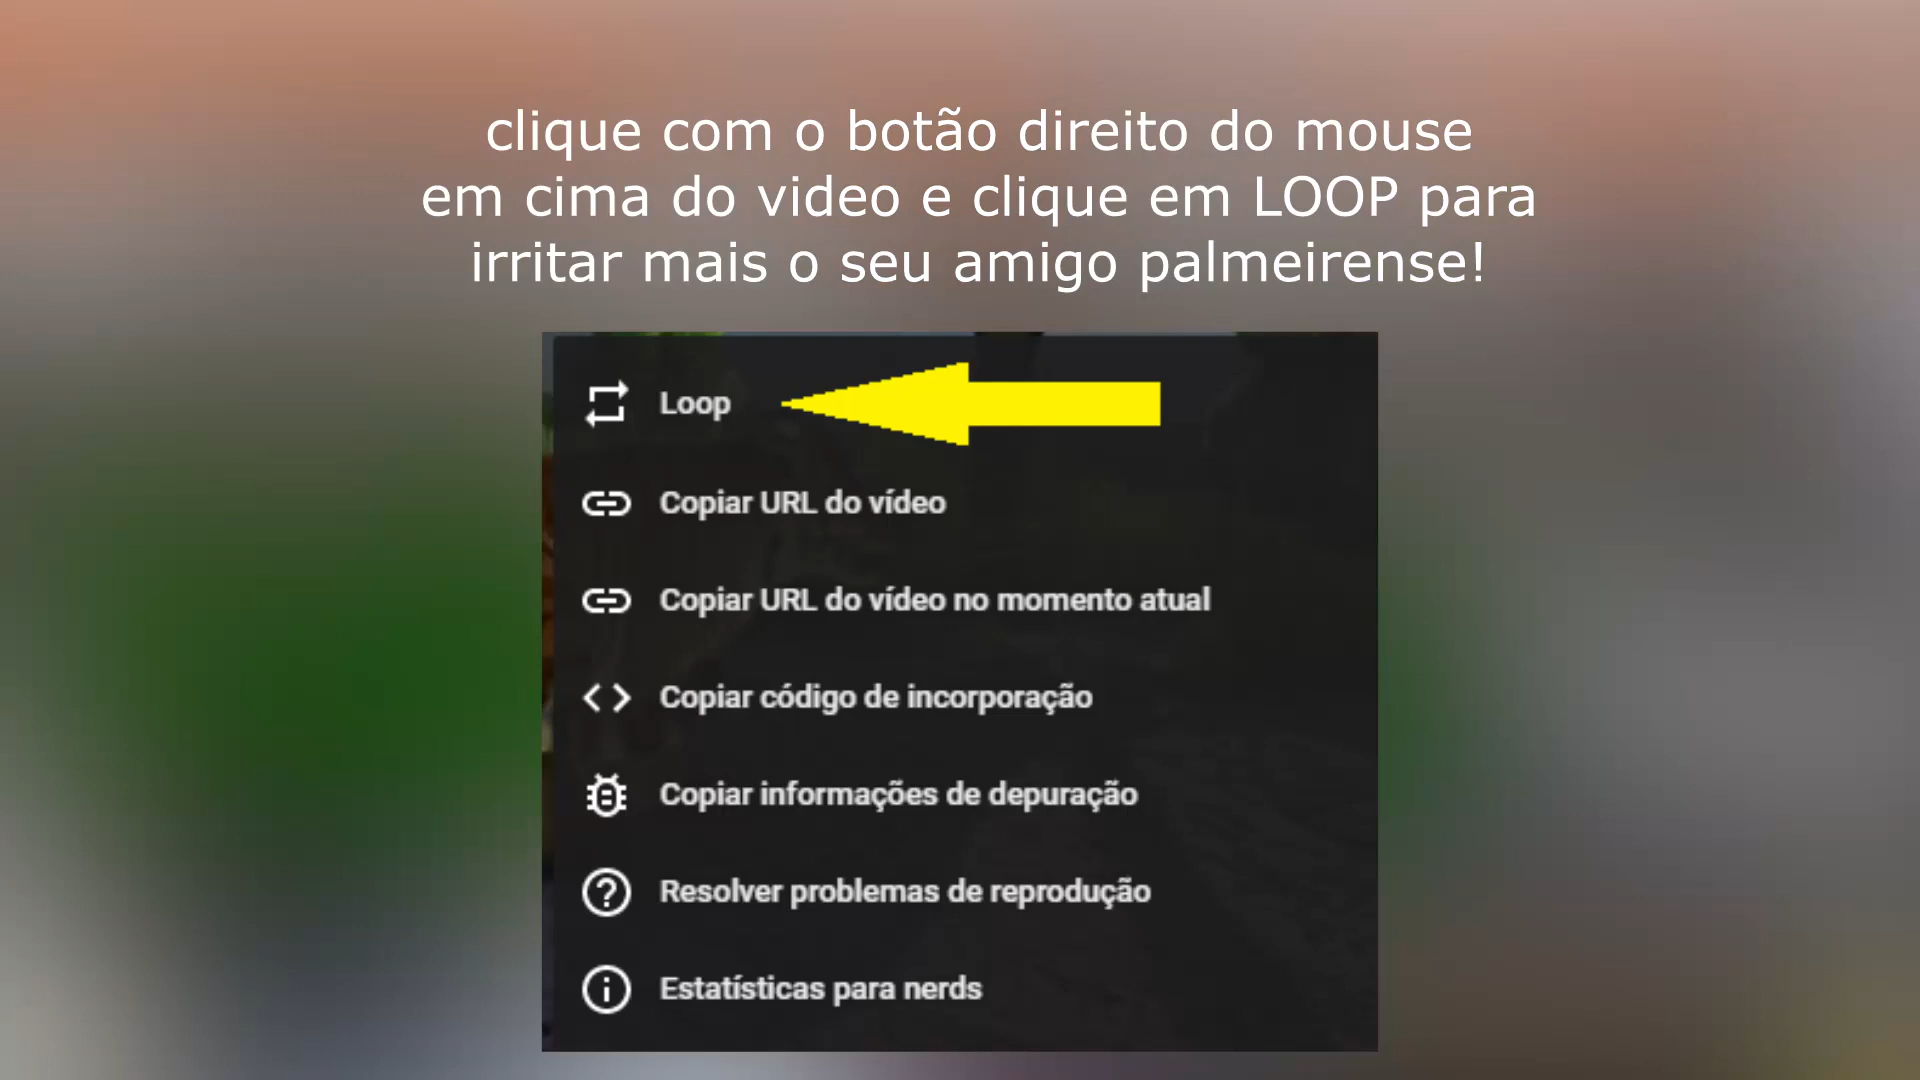 clique com o botão direito do mouse
em cima do video e clique em LOOP para
irritar mais o seu amigo palmeirense!
Loop
Copiar URL do vídeo
Copiar URL do vídeo no momento atual
Copiar código de incorporação
Copiar informações de depuração
Resolver problemas de reprodução
Estatísticas para nerds